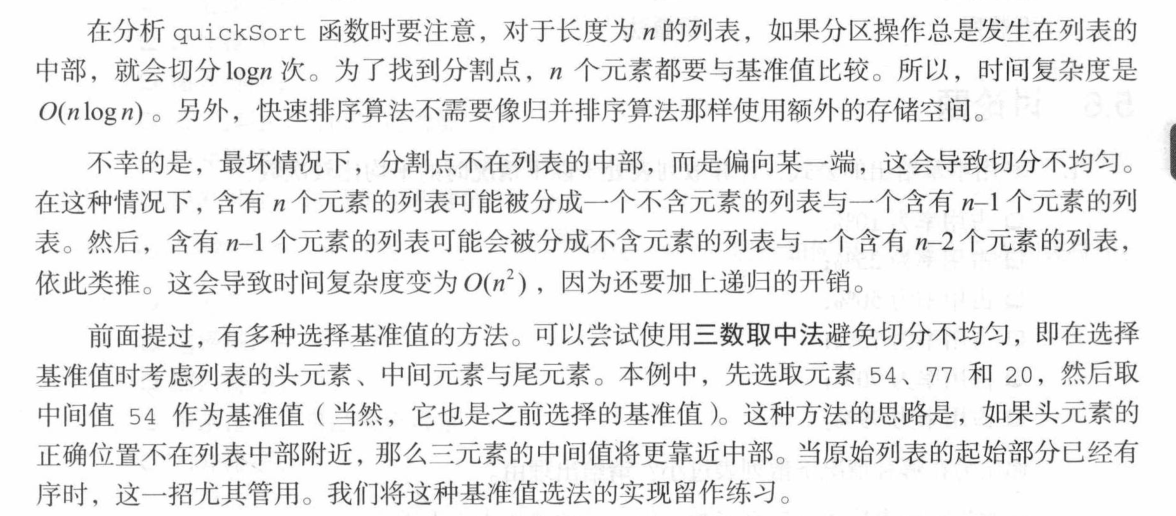 在分析 quickSort 函数时要注意，对于长度为 n 的列表，如果分区操作总是发生在列表的
中部，就会切分 logn 次。为了找到分割点，n 个元素都要与基准值比较。所以，时间复杂度是
O(n log n) 。另外，快速排序算法不需要像归并排序算法那样使用额外的存储空间。
不幸的是，最坏情况下，分割点不在列表的中部，而是偏向某一端，这会导致切分不均匀。
在这种情况下，含有 n 个元素的列表可能被分成一个不含元素的列表与一个含有 n–1 个元素的列
表。然后，含有 n–1 个元素的列表可能会被分成不含元素的列表与一个含有 n–2 个元素的列表，
依此类推。这会导致时间复杂度变为 O(n²) ，因为还要加上递归的开销。
前面提过，有多种选择基准值的方法。可以尝试使用三数取中法避免切分不均匀，即在选择
基准值时考虑列表的头元素、中间元素与尾元素。本例中，先选取元素 54、77 和 20，然后取
中间值 54 作为基准值（当然，它也是之前选择的基准值）。这种方法的思路是，如果头元素的
正确位置不在列表中部附近，那么三元素的中间值将更靠近中部。当原始列表的起始部分已经有
序时，这一招尤其管用。我们将这种基准值选法的实现留作练习。